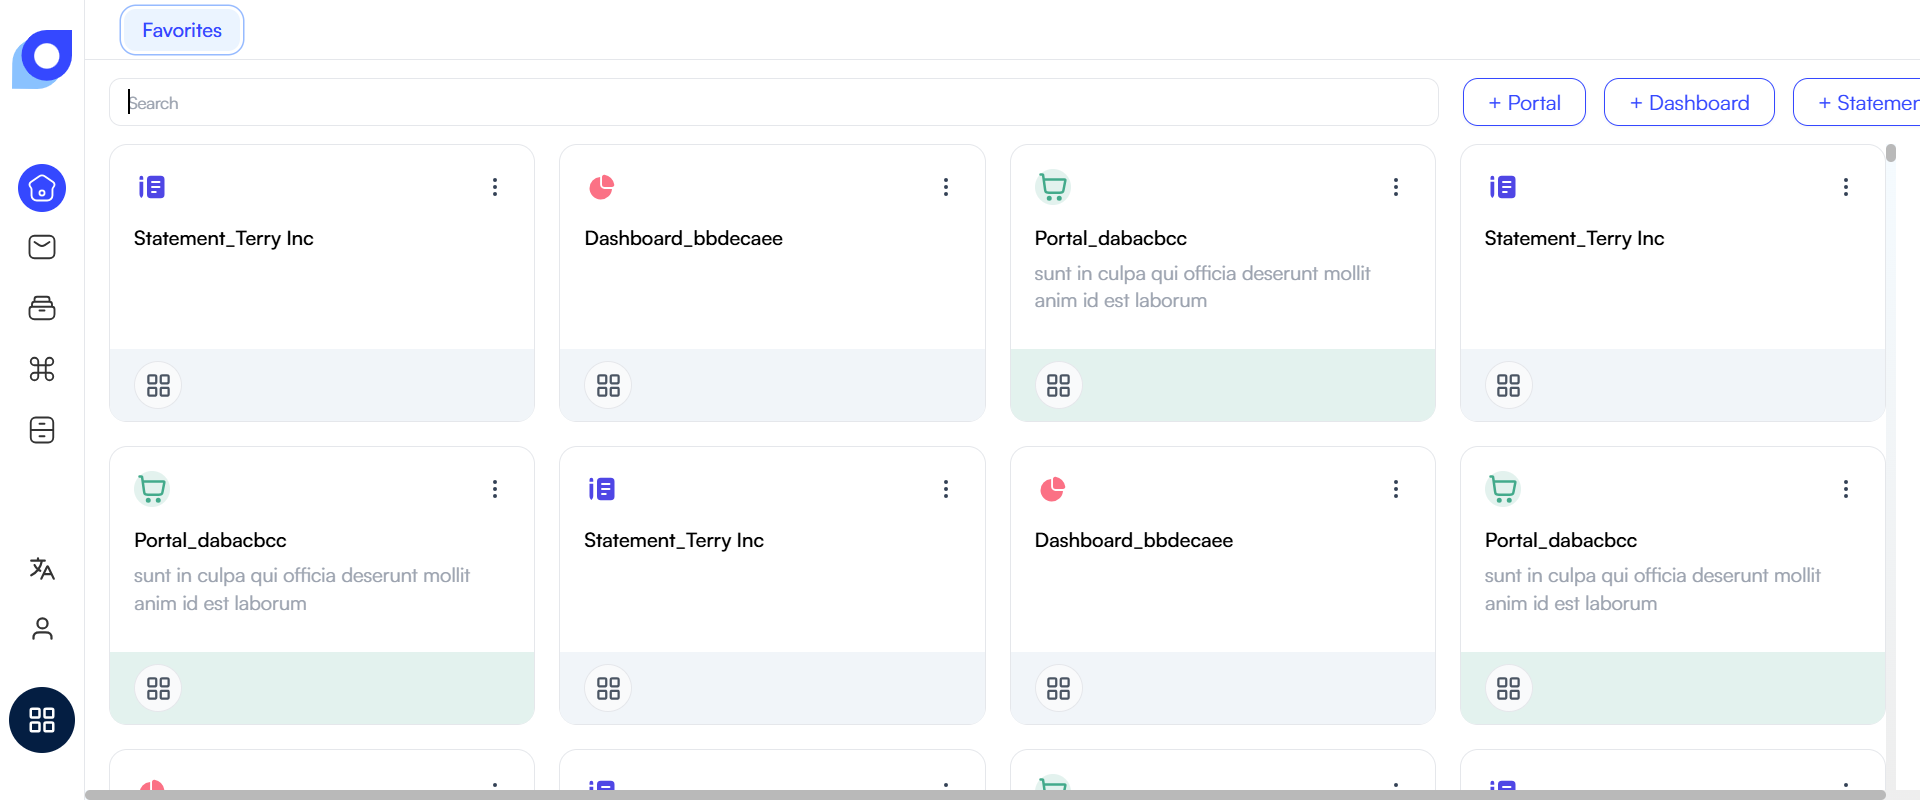 Favorites
Search
+ Portal
+ Dashboard
+ Statemen
Statement_Terry Inc
Dashboard_bbdecaee
Portal_dabacbcc
sunt in culpa qui officia deserunt mollit
anim id est laborum
Statement_Terry Inc
Portal_dabacbcc
sunt in culpa qui officia deserunt mollit
anim id est laborum
Statement_Terry Inc
Dashboard_bbdecaee
Portal_dabacbcc
sunt in culpa qui officia deserunt mollit
anim id est laborum